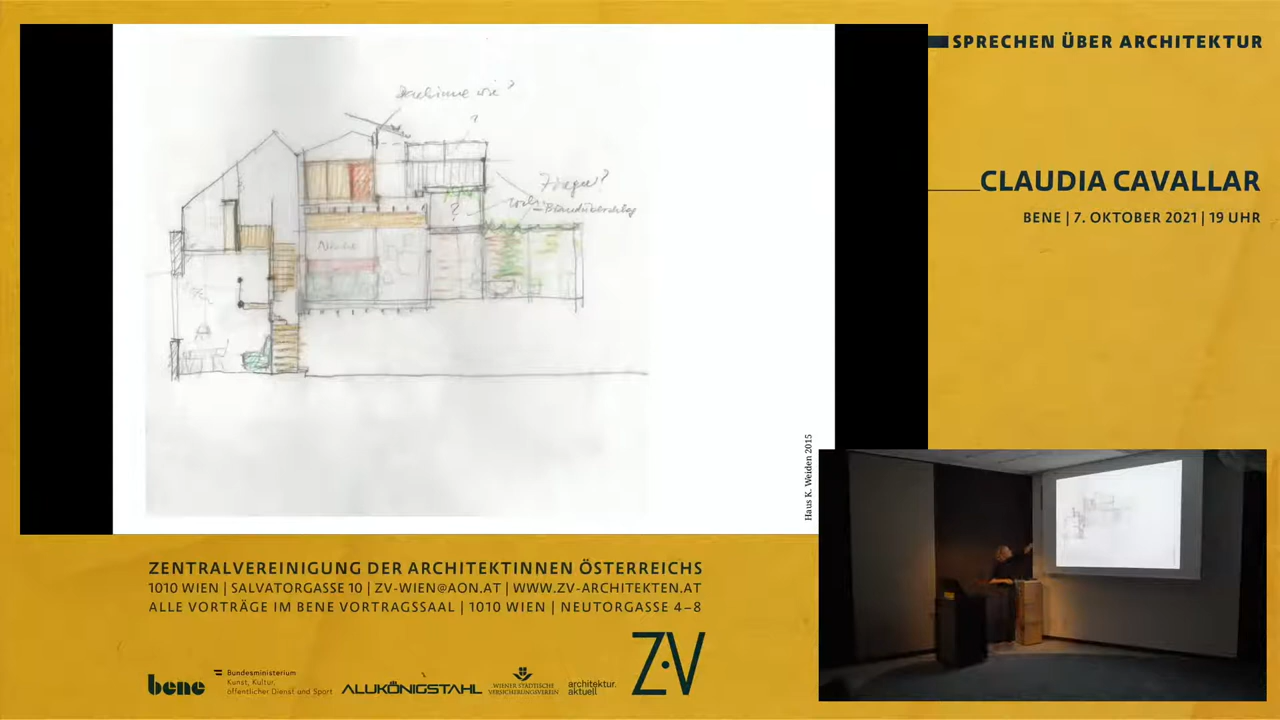 SPRECHEN ÜBER ARCHITEKTUR
CLAUDIA CAVALLAR
BENE | 7. OKTOBER 2021 | 19 UHR
wie?
?
?
Haus K. Weiden 2015
ZENTRALVEREINIGUNG DER ARCHITEKTINNEN ÖSTERREICHS
1010 WIEN | SALVATORGASSE 10 | ZV-WIEN@AON.AT | WWW.ZV-ARCHITEKTEN.AT
ALLE VORTRÄGE IM BENE VORTRAGSSAAL | 1010 WIEN | NEUTORGASSE 4–8
bene
Bundesministerium
Kunst, Kultur,
öffentlicher Dienst und Sport
ALUKÖNIGSTAHL
WIENER STÄDTISCHE
VERSICHERUNGSVEREIN
architektur.
aktuell
ZV